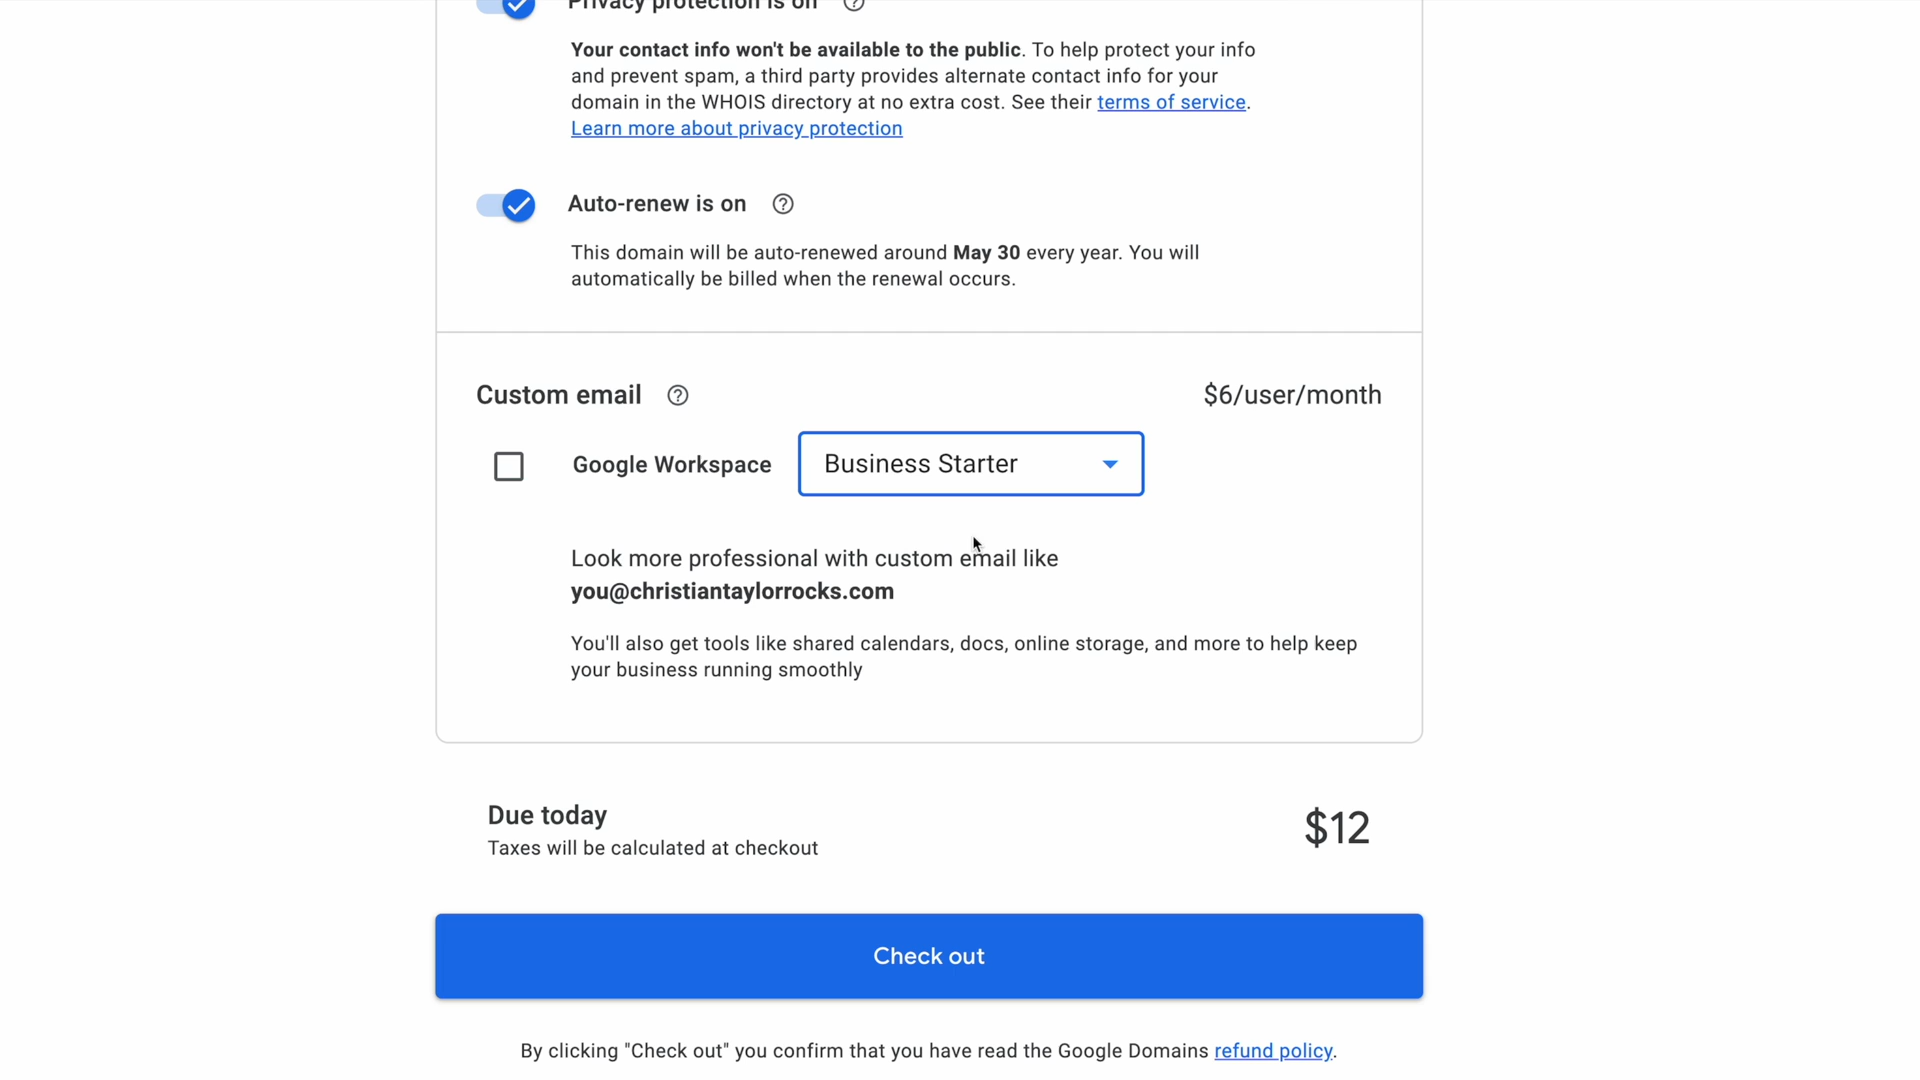 Privacy protection is on
Your contact info won't be available to the public. To help protect your info
and prevent spam, a third party provides alternate contact info for your
domain in the WHOIS directory at no extra cost. See their terms of service.
Learn more about privacy protection
Auto-renew is on
This domain will be auto-renewed around May 30 every year. You will
automatically be billed when the renewal occurs.
Custom email
$6/user/month
Google Workspace
Business Starter
Look more professional with custom email like
you@christiantaylorrocks.com
You'll also get tools like shared calendars, docs, online storage, and more to help keep
your business running smoothly
Due today
$12
Taxes will be calculated at checkout
Check out
By clicking "Check out" you confirm that you have read the Google Domains refund policy.